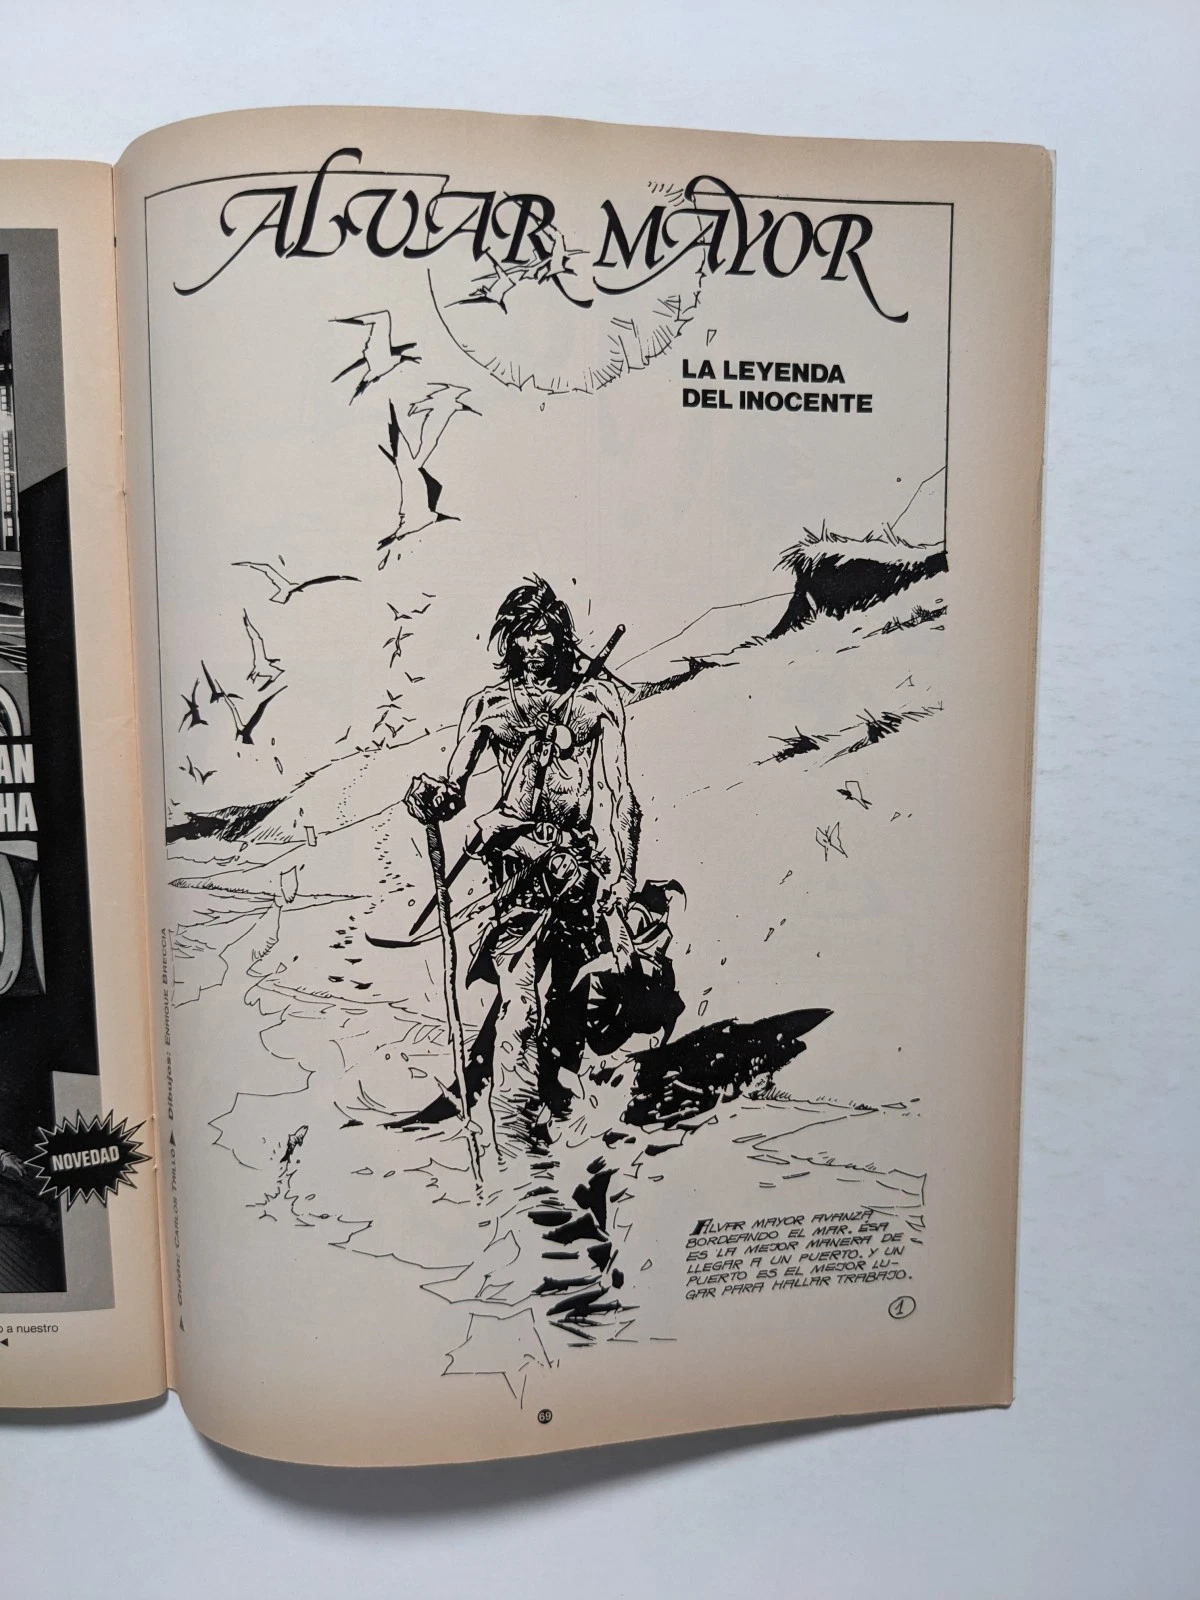 AN
HA
NOVEDAD
o a nuestro
ALVAR MAYOR
LA LEYENDA
DEL INOCENTE
Guión: CARLOS TRILLO Dibujos: ENRIQUE BRECCIA
ALVAR MAYOR AVANZA
BORDEANDO EL MAR. ESA
ES LA MEJOR MANERA DE
LLEGAR A UN PUERTO. Y UN
PUERTO ES EL MEJOR LU-
GAR PARA HALLAR TRABAJO.
1
69